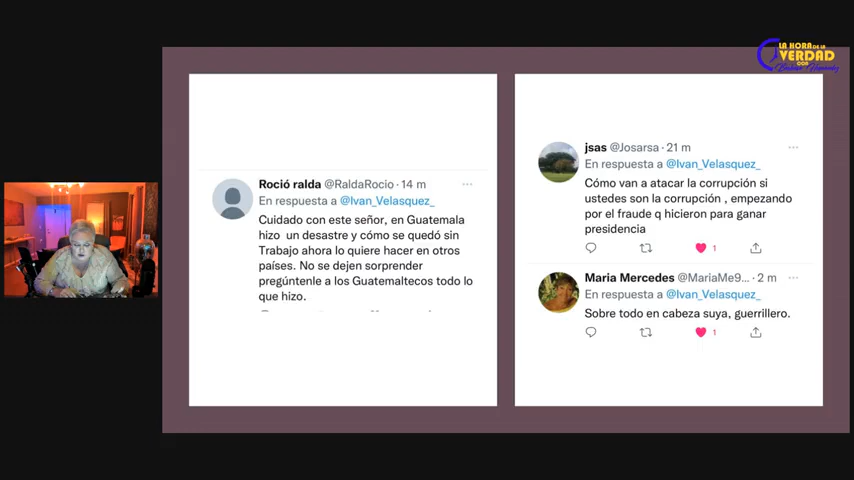 LA HORA DE LA
VERDAD
CON
Roció ralda @RaldaRocio · 14 m
En respuesta a @Ivan_Velasquez_
Cuidado con este señor, en Guatemala
hizo un desastre y cómo se quedó sin
Trabajo ahora lo quiere hacer en otros
países. No se dejen sorprender
pregúntenle a los Guatemaltecos todo lo
que hizo.
jsas @Josarsa · 21 m
En respuesta a @Ivan_Velasquez_
Cómo van a atacar la corrupción si
ustedes son la corrupción , empezando
por el fraude q hicieron para ganar
presidencia
1
Maria Mercedes @MariaMe9... · 2 m
En respuesta a @Ivan_Velasquez_
Sobre todo en cabeza suya, guerrillero.
1